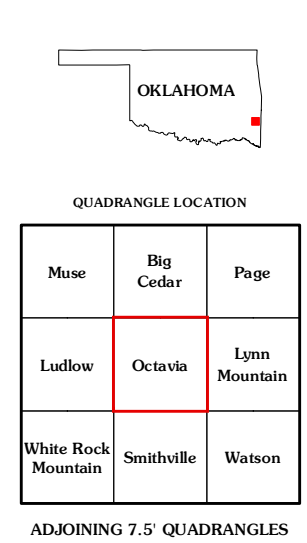 OKLAHOMA
QUADRANGLE LOCATION
Muse
Big
Cedar
Page
Ludlow
Octavia
Lynn
Mountain
White Rock
Mountain
Smithville
Watson
ADJOINING 7.5' QUADRANGLES